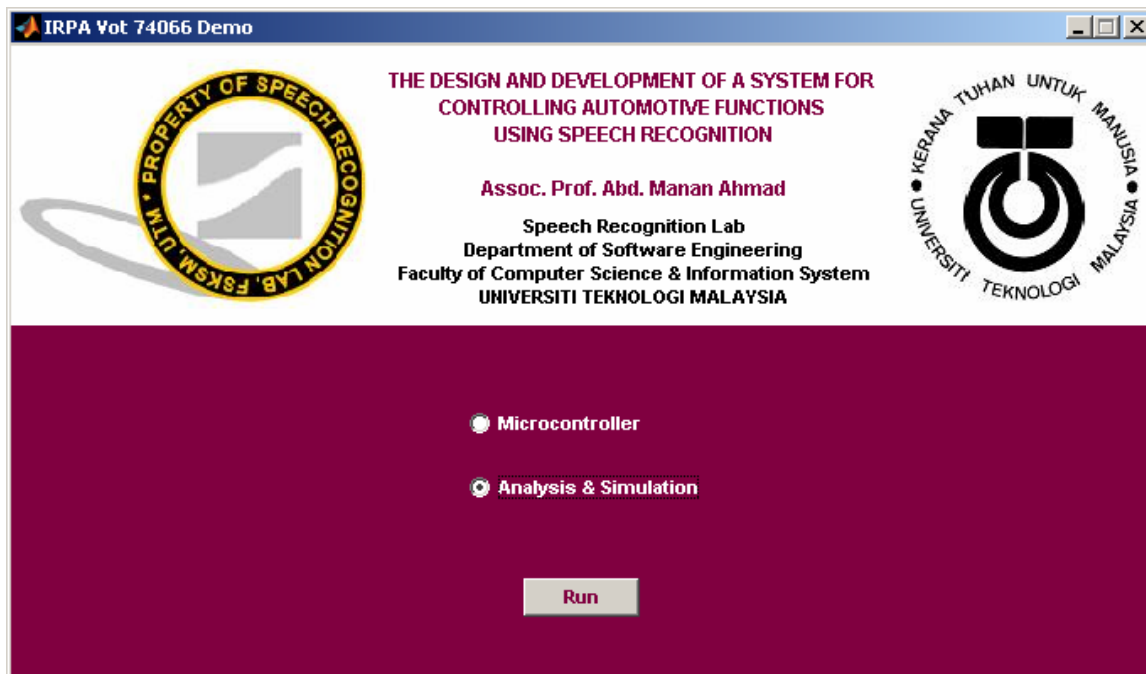 IRPA Vot 74066 Demo
PROPERTY OF SPEECH RECOGNITION LAB, FSKSM, UTM *
THE DESIGN AND DEVELOPMENT OF A SYSTEM FOR
CONTROLLING AUTOMOTIVE FUNCTIONS
USING SPEECH RECOGNITION
Assoc. Prof. Abd. Manan Ahmad
Speech Recognition Lab
Department of Software Engineering
Faculty of Computer Science & Information System
UNIVERSITI TEKNOLOGI MALAYSIA
KERANA TUHAN UNTUK MANUSIA
UNIVERSITI TEKNOLOGI MALAYSIA
Microcontroller
Analysis & Simulation
Run